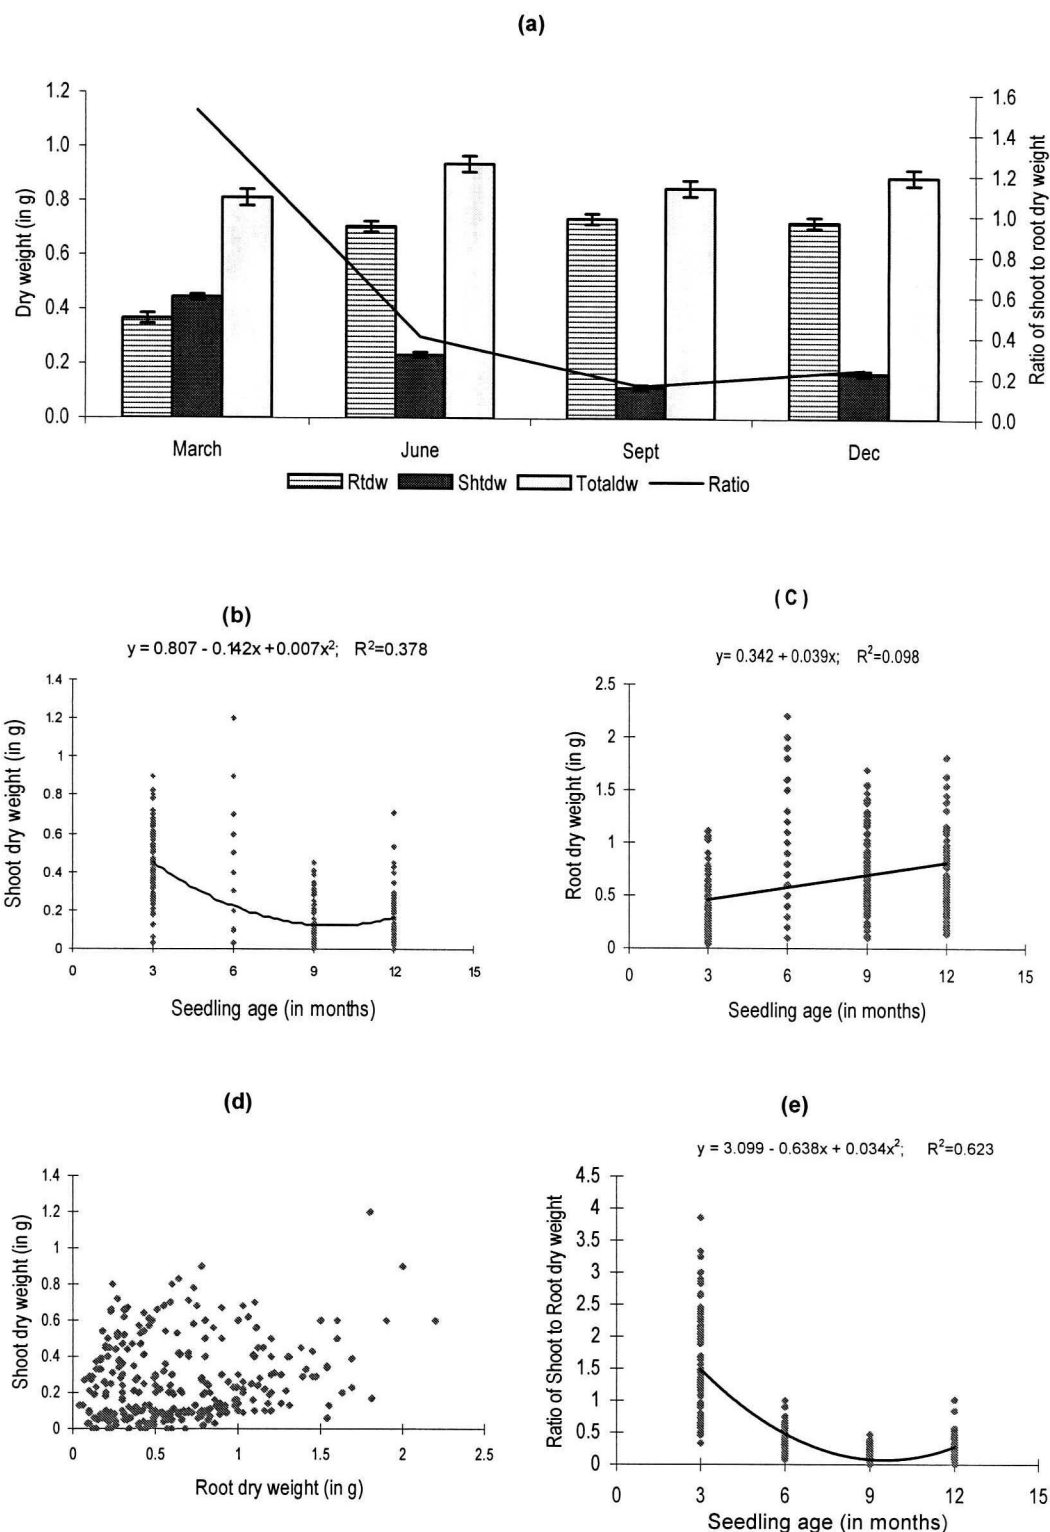 (a)
Dry weight (in g)
1.2
1.0
0.8
0.6
0.4
0.2
0.0
1.6
1.4
1.2
1.0
0.8
0.6
0.4
0.2
0.0
Ratio of shoot to root dry weight
March June Sept Dec
Rtdw Shtdw Totaldw Ratio
(b)
y = 0.807 - 0.142x + 0.007x²; R²=0.378
Shoot dry weight (in g)
1.4
1.2
1
0.8
0.6
0.4
0.2
0
0 3 6 9 12 15
Seedling age (in months)
(C)
y= 0.342 + 0.039x; R²=0.098
Root dry weight (in g)
2.5
2
1.5
1
0.5
0
0 3 6 9 12 15
Seedling age (in months)
(d)
Shoot dry weight (in g)
1.4
1.2
1
0.8
0.6
0.4
0.2
0
0 0.5 1 1.5 2 2.5
Root dry weight (in g)
(e)
y = 3.099 - 0.638x + 0.034x²; R²=0.623
Ratio of Shoot to Root dry weight
4.5
4
3.5
3
2.5
2
1.5
1
0.5
0
0 3 6 9 12 15
Seedling age (in months)